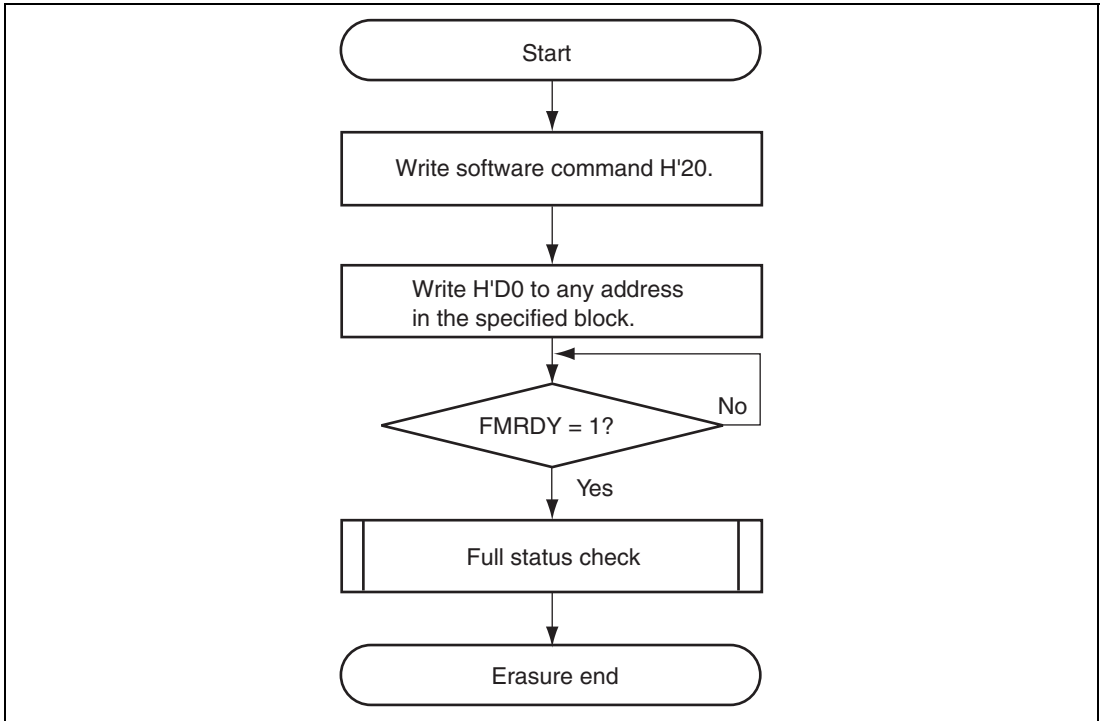 Start
Write software command H'20.
Write H'D0 to any address
in the specified block.
No
FMRDY = 1?
Yes
Full status check
Erasure end